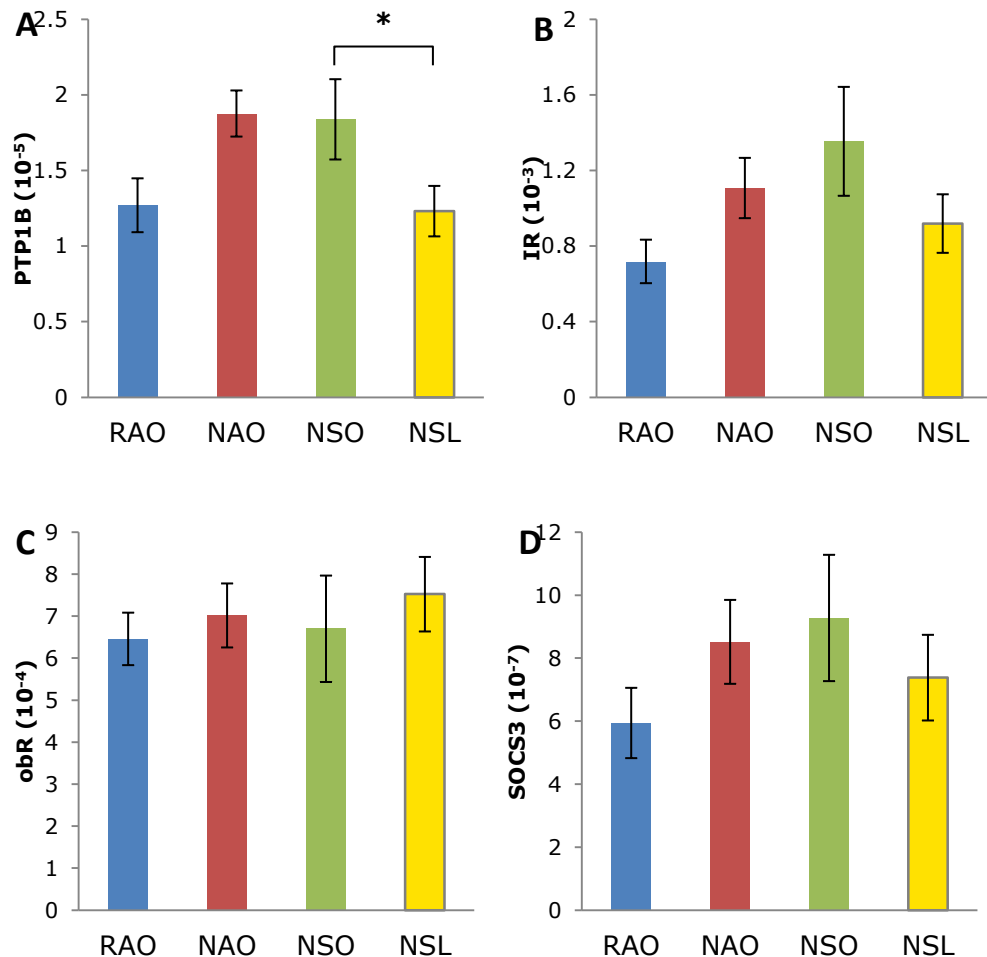 A
PTP1B (10-5)
2.5
2
1.5
1
0.5
0
*
RAO NAO NSO NSL
B
IR (10-3)
2
1.6
1.2
0.8
0.4
0
RAO NAO NSO NSL
C
obR (10-4)
9
8
7
6
5
4
3
2
1
0
RAO NAO NSO NSL
D
SOCS3 (10-7)
12
10
8
6
4
2
0
RAO NAO NSO NSL